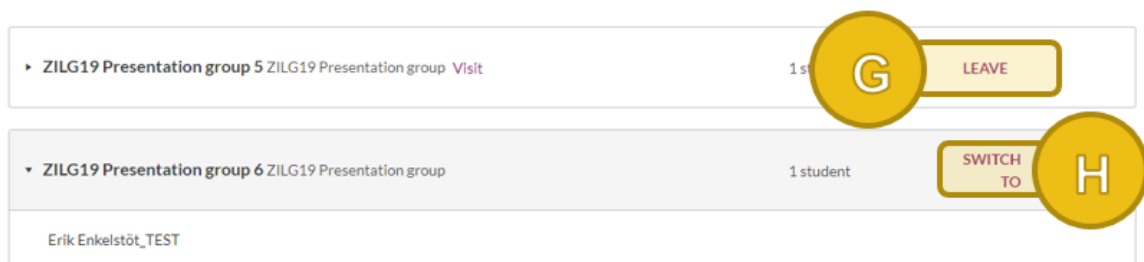 ZILG19 Presentation group 5 ZILG19 Presentation group Visit 1 G LEAVE
ZILG19 Presentation group 6 ZILG19 Presentation group 1 student SWITCH TO H
Erik Enkelstöt_TEST